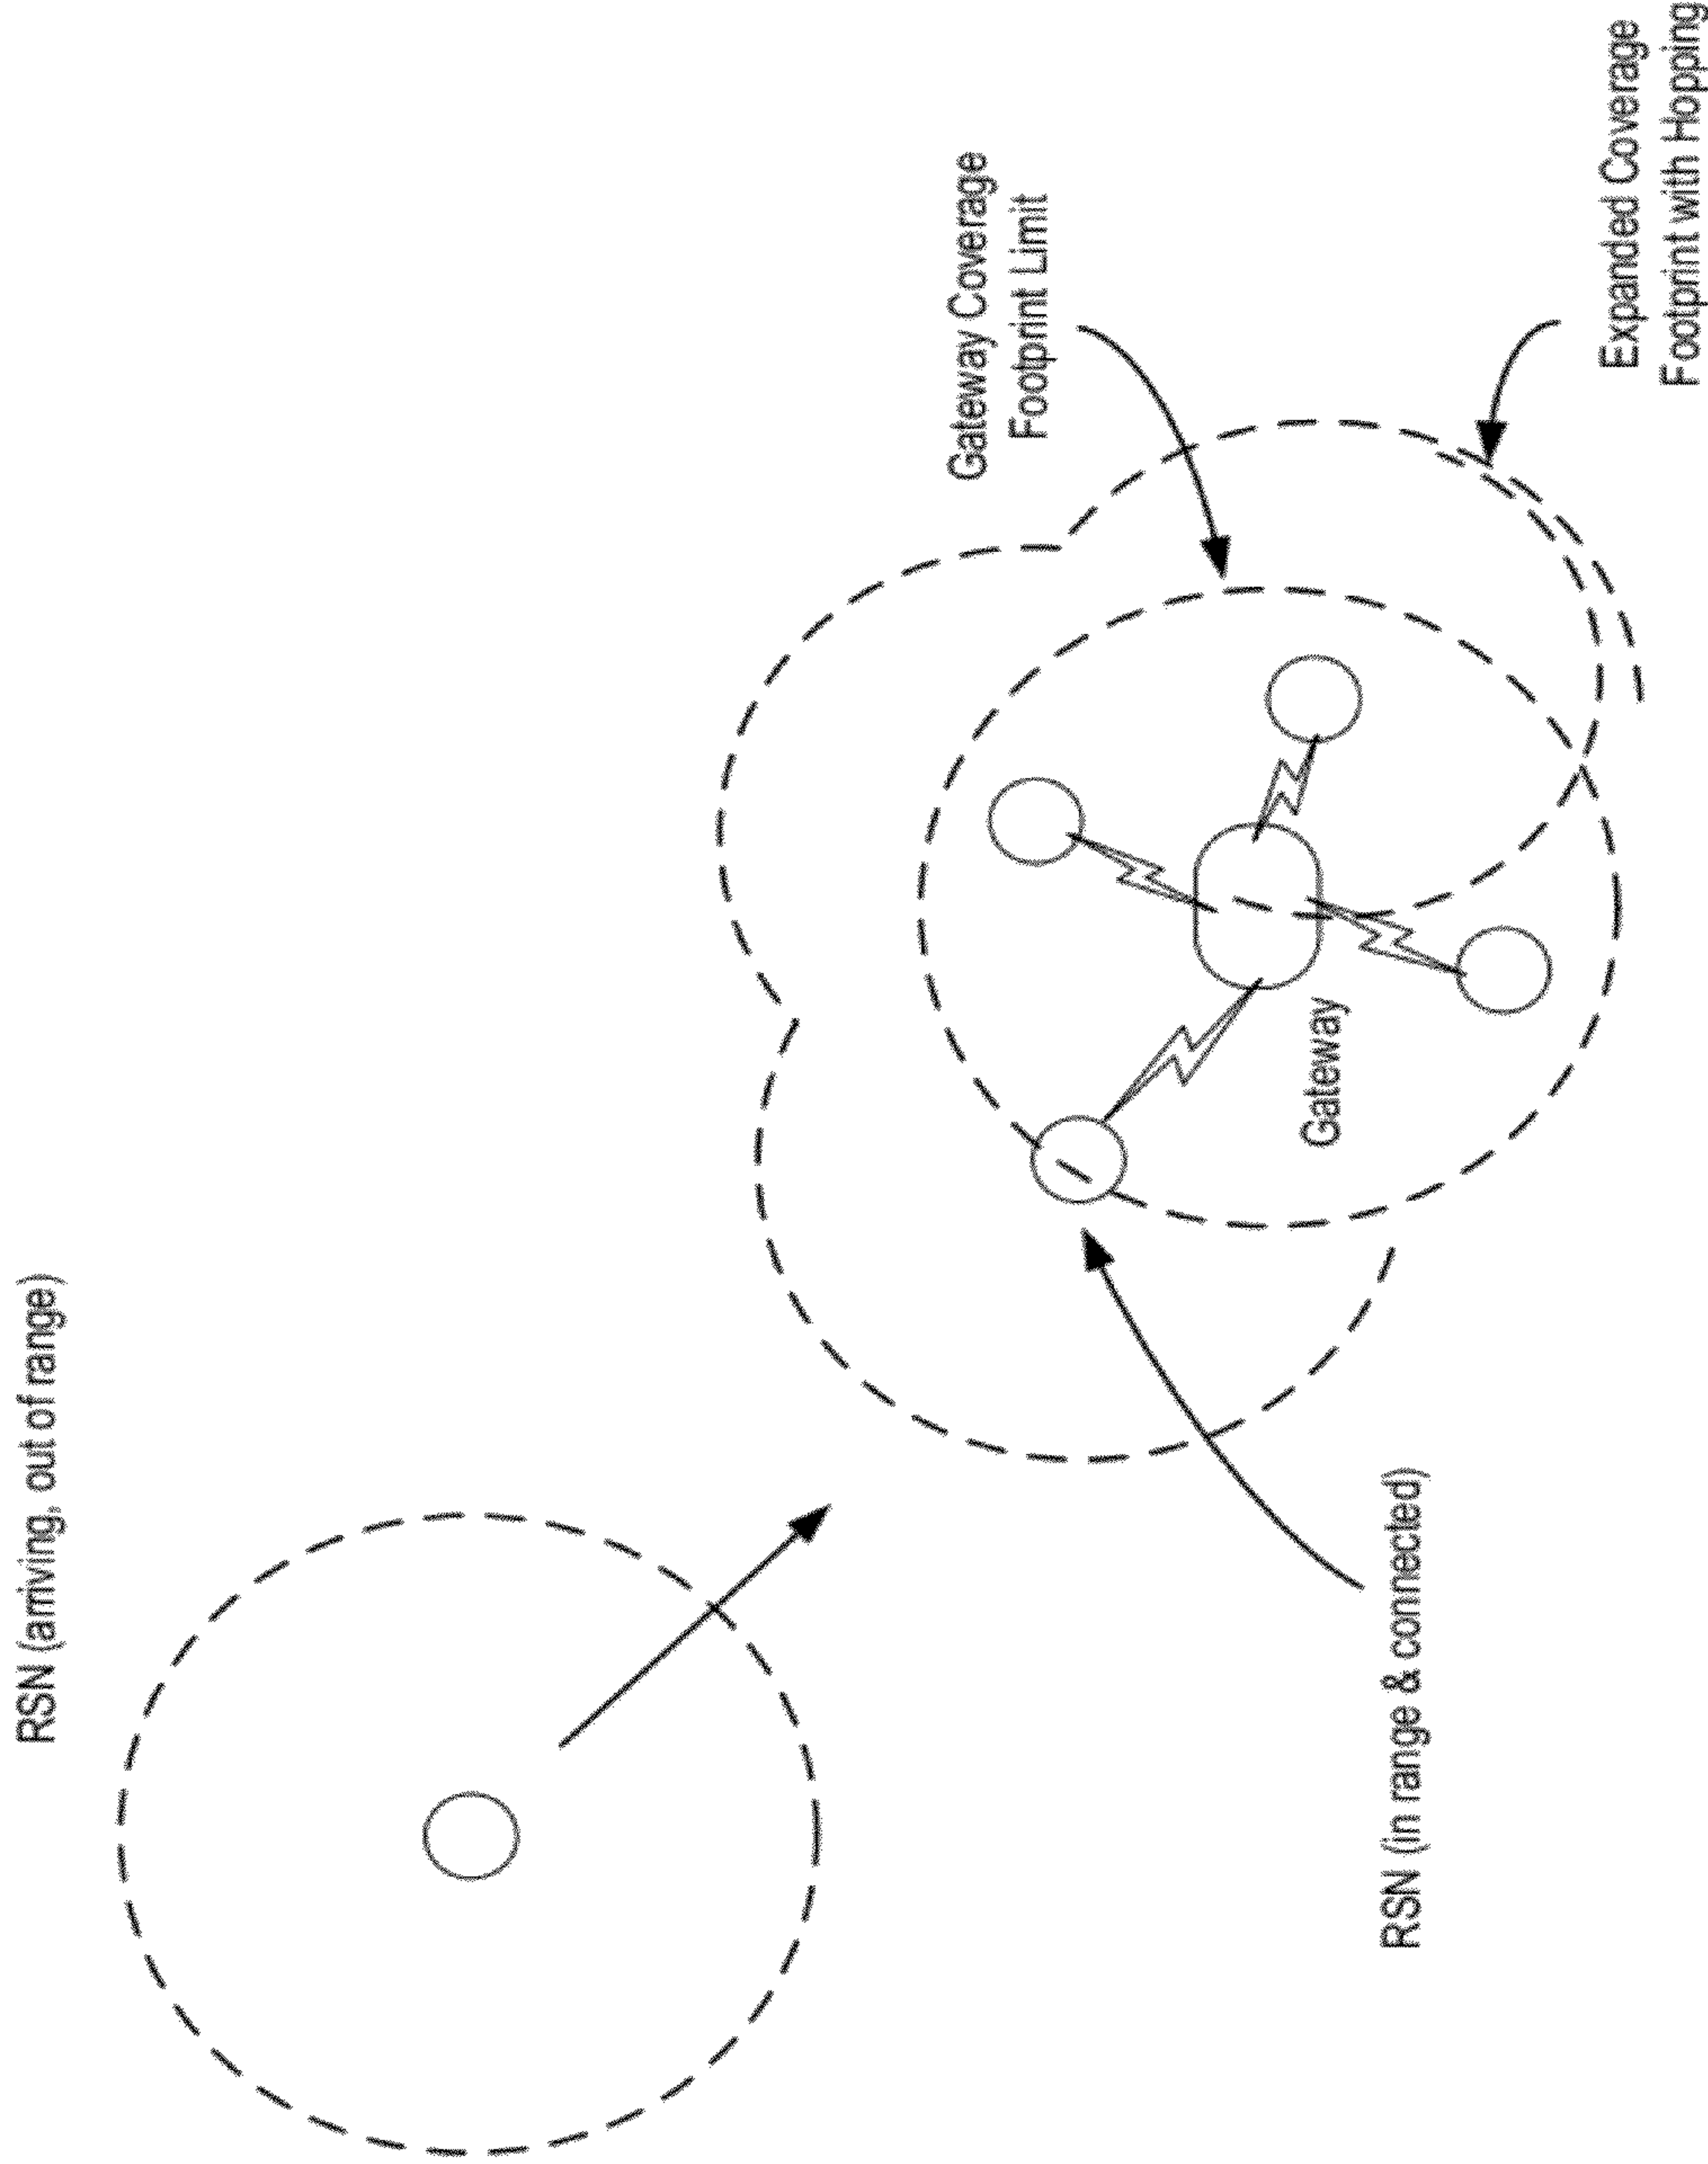 RSN (arriving, out of range)
Gateway Coverage
Footprint Limit
Expanded Coverage
Footprint with Hopping
Gateway
RSN (in range & connected)